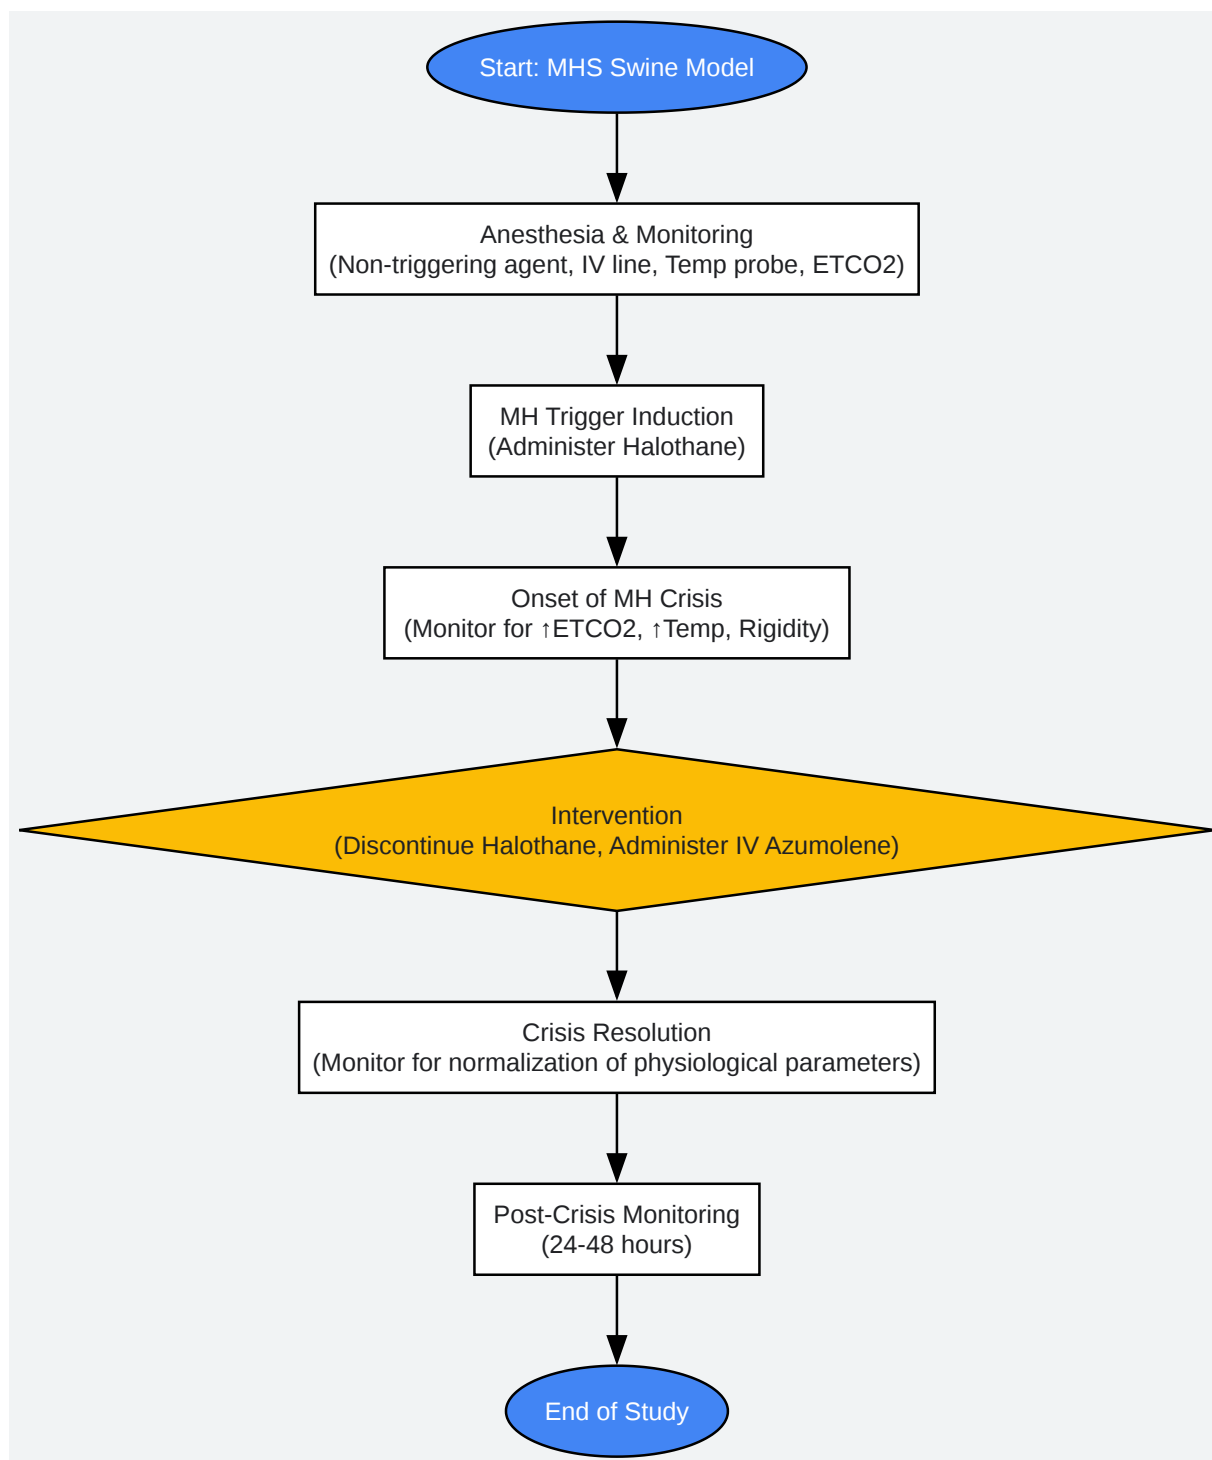 Start: MHS Swine Model
Anesthesia & Monitoring
(Non-triggering agent, IV line, Temp probe, ETCO2)
MH Trigger Induction
(Administer Halothane)
Onset of MH Crisis
(Monitor for ↑ETCO2, ↑Temp, Rigidity)
Intervention
(Discontinue Halothane, Administer IV Azumolene)
Crisis Resolution
(Monitor for normalization of physiological parameters)
Post-Crisis Monitoring
(24-48 hours)
End of Study